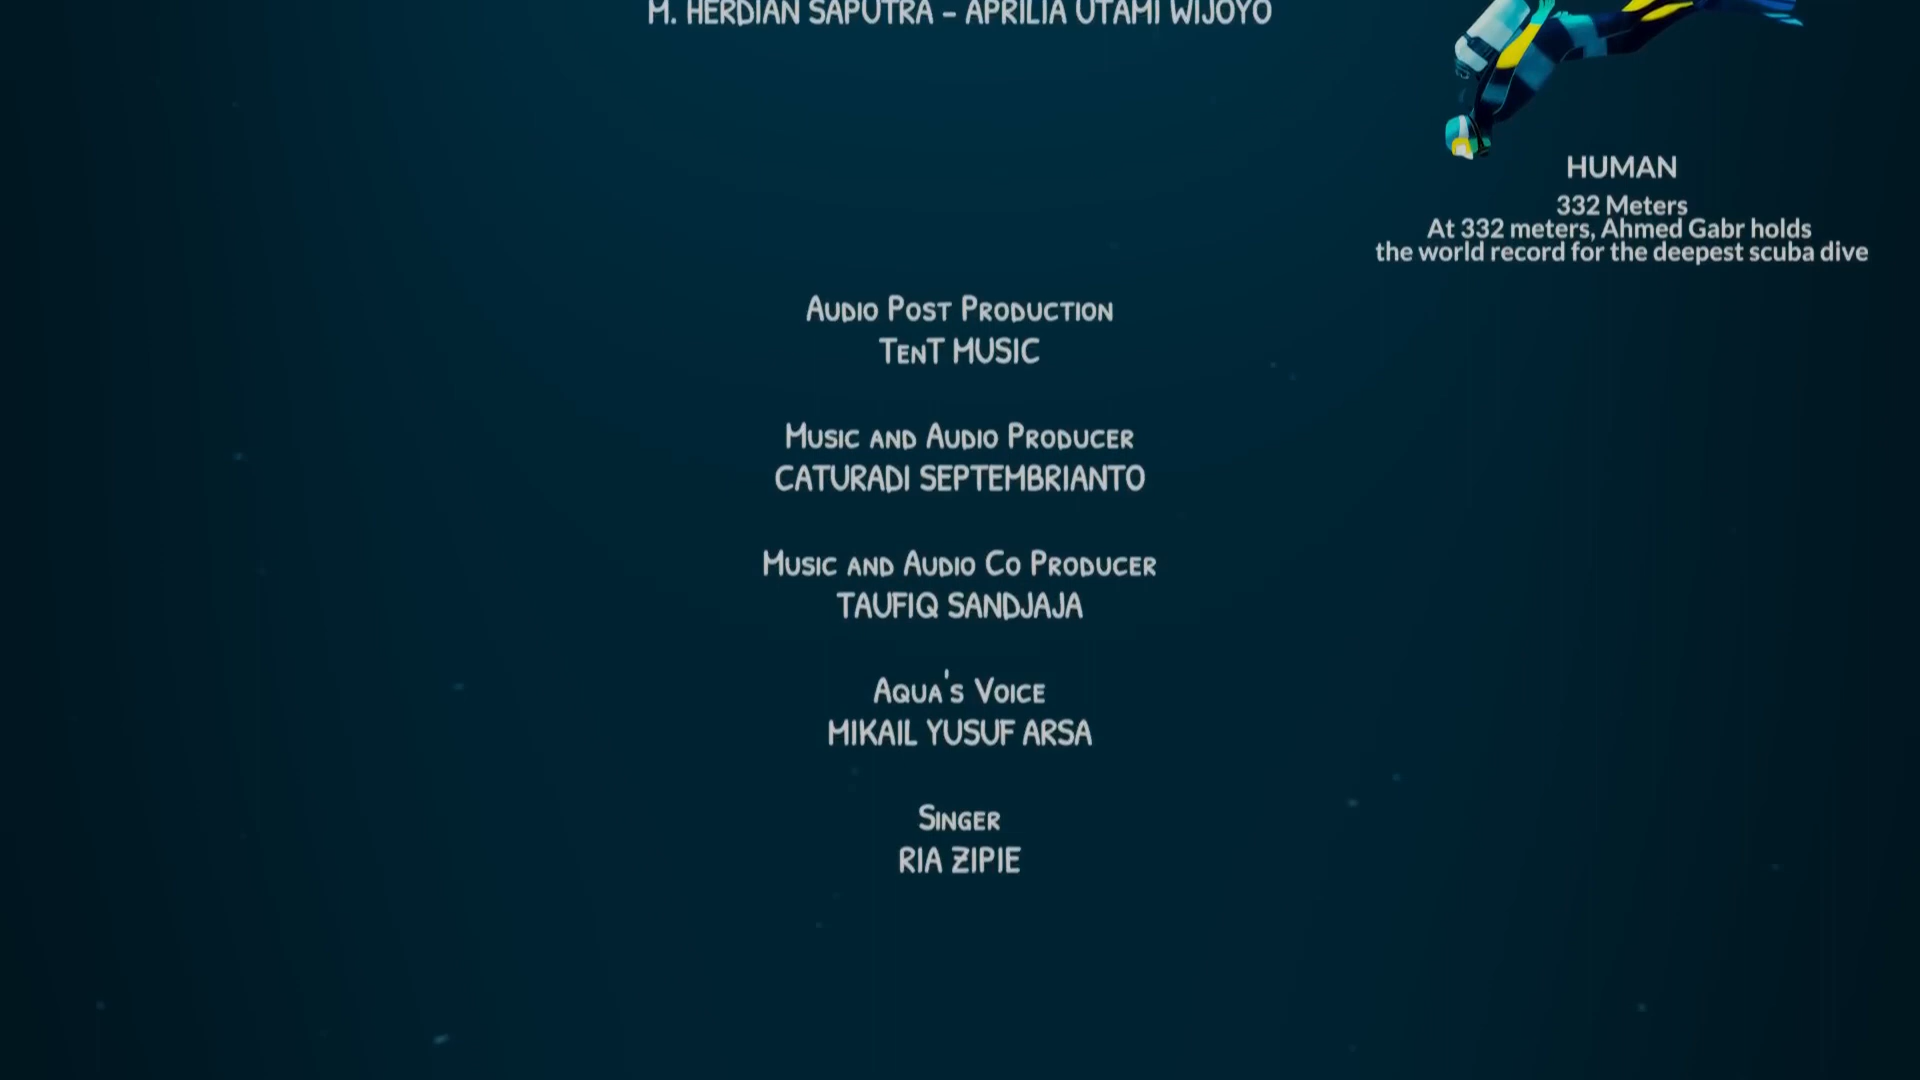 M. HERDIAN SAPUTRA – APRILIA UTAMI WIJOYO
HUMAN
332 Meters
At 332 meters, Ahmed Gabr holds
the world record for the deepest scuba dive
Audio Post Production
TenT MUSIC
Music and Audio Producer
CATURADI SEPTEMBRIANTO
Music and Audio Co Producer
TAUFIQ SANDJAJA
Aqua's Voice
MIKAIL YUSUF ARSA
Singer
RIA ZIPIE